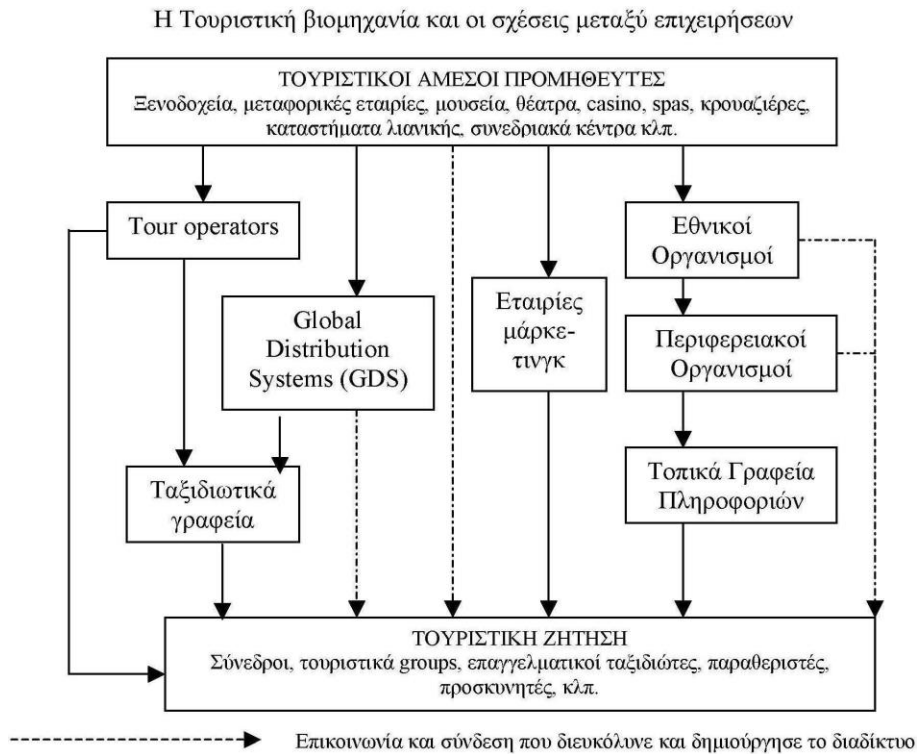 Η Τουριστική βιομηχανία και οι σχέσεις μεταξύ επιχειρήσεων
ΤΟΥΡΙΣΤΙΚΟΙ ΑΜΕΣΟΙ ΠΡΟΜΗΘΕΥΤΈΣ
Ξενοδοχεία, μεταφορικές εταιρίες, μουσεία, θέατρα, casino, spas, κρουαζιέρες,
καταστήματα λιανικής, συνεδριακά κέντρα κλπ.
Tour operators
Εθνικοί
Οργανισμοί
Global
Distribution
Systems (GDS)
Εταιρίες
μάρκε-
τινγκ
Περιφερειακοί
Οργανισμοί
Ταξιδιωτικά
γραφεία
Τοπικά Γραφεία
Πληροφοριών
ΤΟΥΡΙΣΤΙΚΗ ΖΗΤΗΣΗ
Σύνεδροι, τουριστικά groups, επαγγελματικοί ταξιδιώτες, παραθεριστές,
προσκυνητές, κλπ.
Επικοινωνία και σύνδεση που διευκόλυνε και δημιούργησε το διαδίκτυο